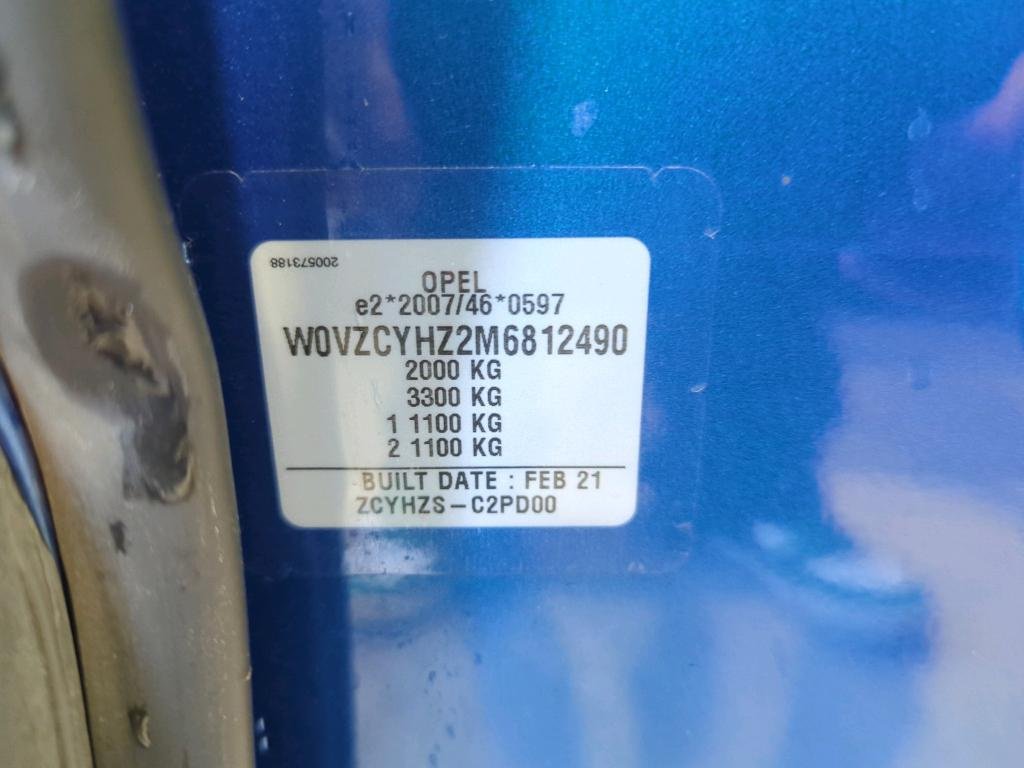 200573188
OPEL
e2*2007/46*0597
W0VZCYHZ2M6812490
2000 KG
3300 KG
1 1100 KG
2 1100 KG
BUILT DATE : FEB 21
ZCYHZS-C2PD00